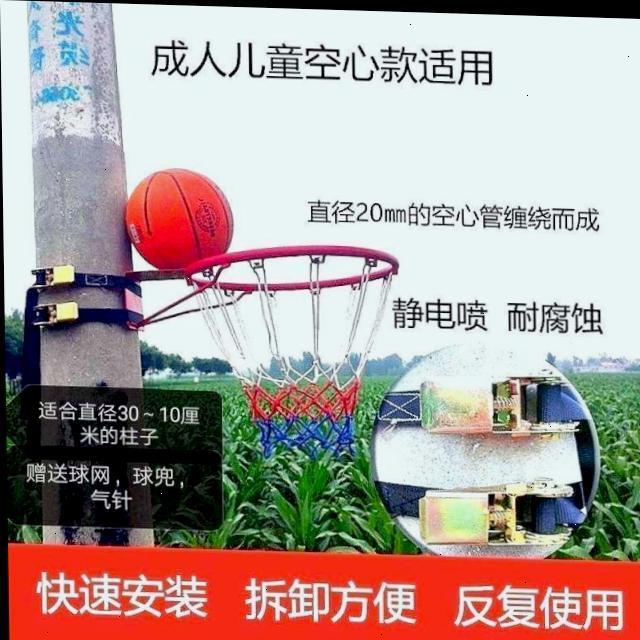 成人儿童空心款适用
直径20mm的空心管缠绕而成
静电喷 耐腐蚀
适合直径30～10厘
米的柱子
赠送球网，球兜，
气针
快速安装 拆卸方便 反复使用